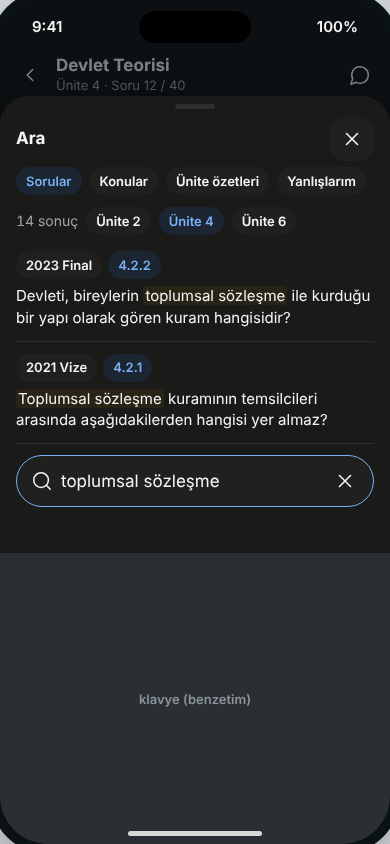 9:41 100%
Devlet Teorisi
Ünite 4 · Soru 12 / 40
Ara
Sorular Konular Ünite özetleri Yanlışlarım
14 sonuç Ünite 2 Ünite 4 Ünite 6
2023 Final 4.2.2
Devleti, bireylerin toplumsal sözleşme ile kurduğu
bir yapı olarak gören kuram hangisidir?
2021 Vize 4.2.1
Toplumsal sözleşme kuramının temsilcileri
arasında aşağıdakilerden hangisi yer almaz?
toplumsal sözleşme
klavye (benzetim)